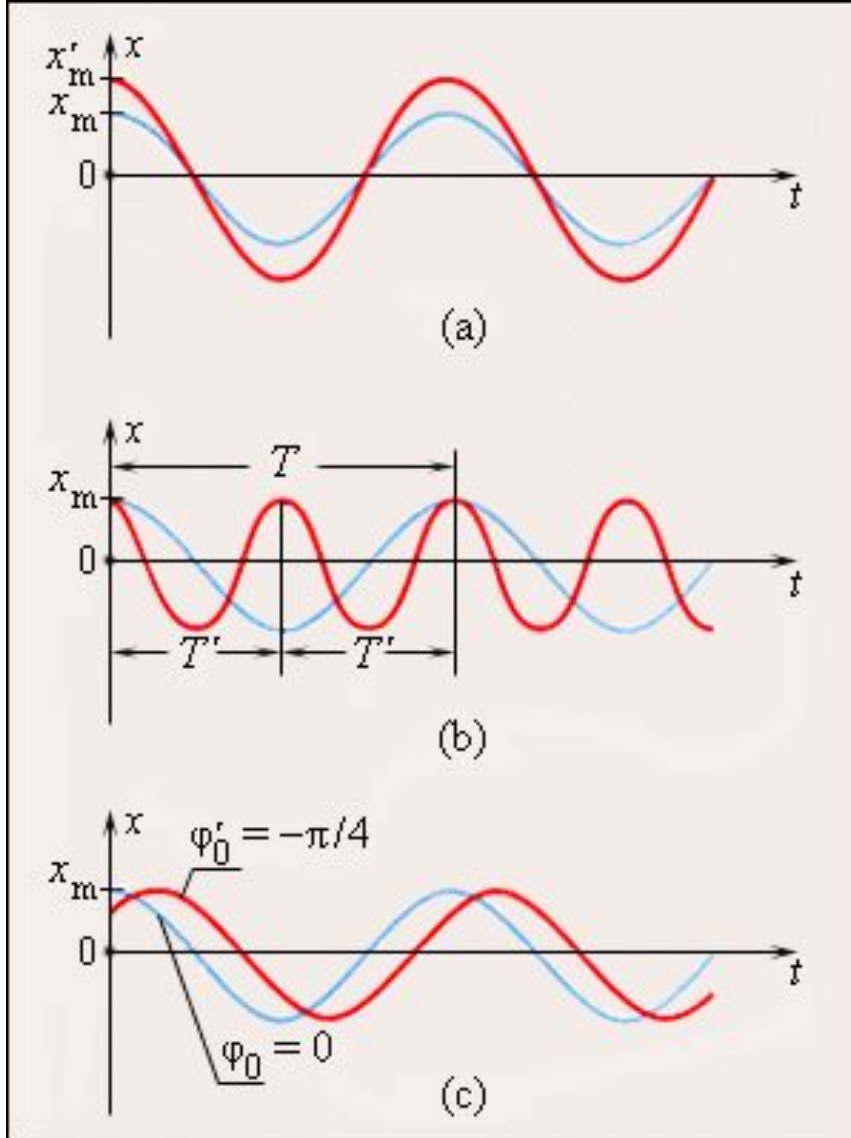 x
x′m
xm
0
t
(a)
x
T
xm
0
t
T′ T′
(b)
x
φ′0 = −π/4
xm
0
t
φ0 = 0
(c)